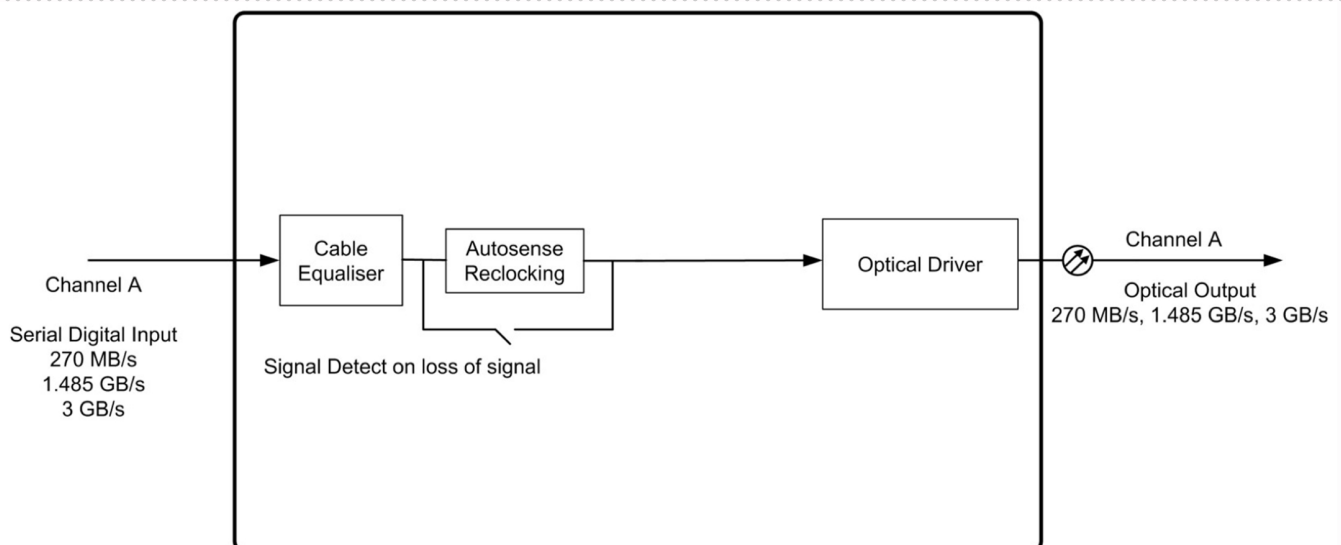 Channel A
Serial Digital Input
270 MB/s
1.485 GB/s
3 GB/s
Cable
Equaliser
Autosense
Reclocking
Signal Detect on loss of signal
Optical Driver
Channel A
Optical Output
270 MB/s, 1.485 GB/s, 3 GB/s